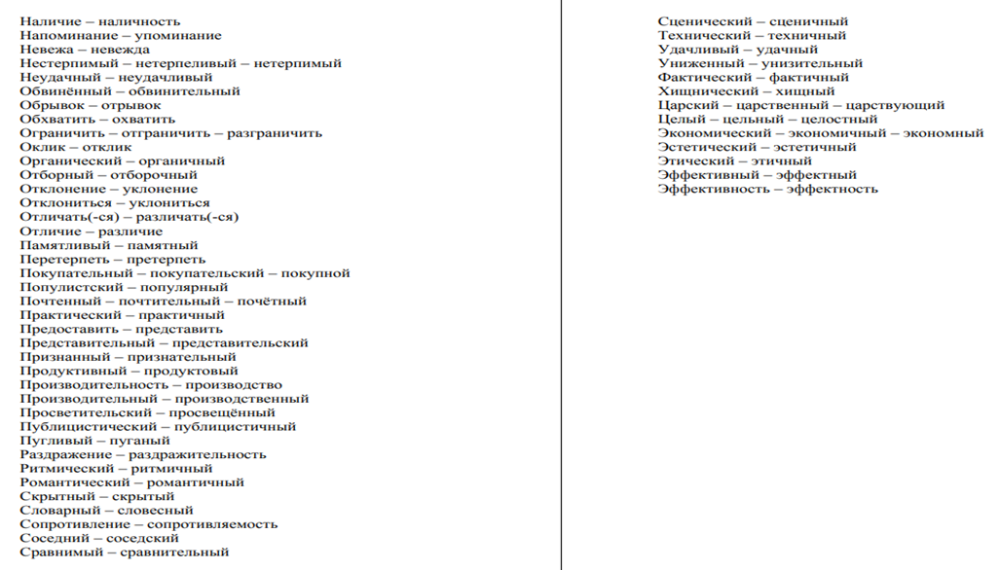 Наличие – наличность
Напоминание – упоминание
Невежа – невежда
Нестерпимый – нетерпеливый – нетерпимый
Неудачный – неудачливый
Обвинённый – обвинительный
Обрывок – отрывок
Обхватить – охватить
Ограничить – отграничить – разграничить
Оклик – отклик
Органический – органичный
Отборный – отборочный
Отклонение – уклонение
Отклониться – уклониться
Отличать(-ся) – различать(-ся)
Отличие – различие
Памятливый – памятный
Перетерпеть – претерпеть
Покупательный – покупательский – покупной
Популистский – популярный
Почтенный – почтительный – почётный
Практический – практичный
Предоставить – представить
Представительный – представительский
Признанный – признательный
Продуктивный – продуктовый
Производительность – производство
Производительный – производственный
Просветительский – просвещённый
Публицистический – публицистичный
Пугливый – пуганый
Раздражение – раздражительность
Ритмический – ритмичный
Романтический – романтичный
Скрытный – скрытый
Словарный – словесный
Сопротивление – сопротивляемость
Соседний – соседский
Сравнимый – сравнительный
Сценический – сценичный
Технический – техничный
Удачливый – удачный
Униженный – унизительный
Фактический – фактичный
Хищнический – хищный
Царский – царственный – царствующий
Целый – цельный – целостный
Экономический – экономичный – экономный
Эстетический – эстетичный
Этический – этичный
Эффективный – эффектный
Эффективность – эффектность